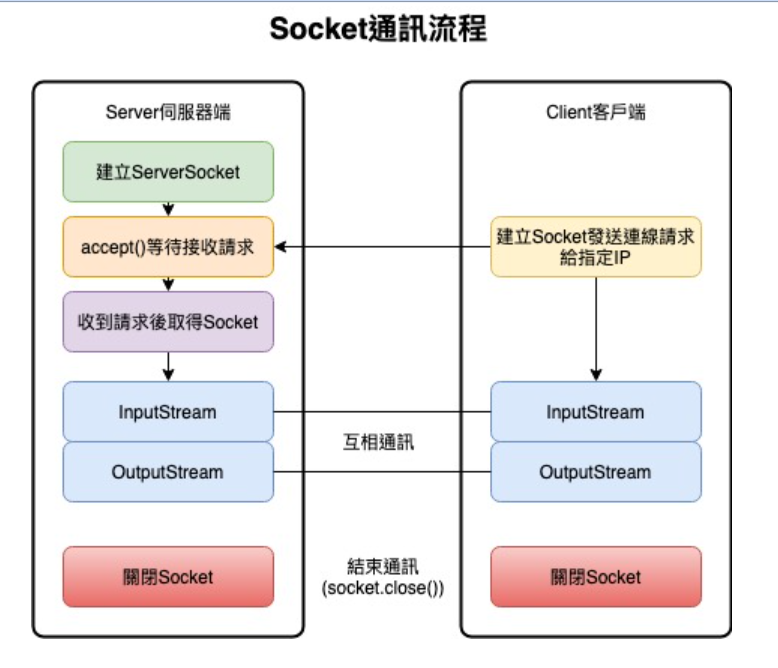 Socket通訊流程
Server伺服器端
建立ServerSocket
accept()等待接收請求
收到請求後取得Socket
InputStream
OutputStream
關閉Socket
互相通訊
結束通訊
(socket.close())
Client客戶端
建立Socket發送連線請求
給指定IP
InputStream
OutputStream
關閉Socket